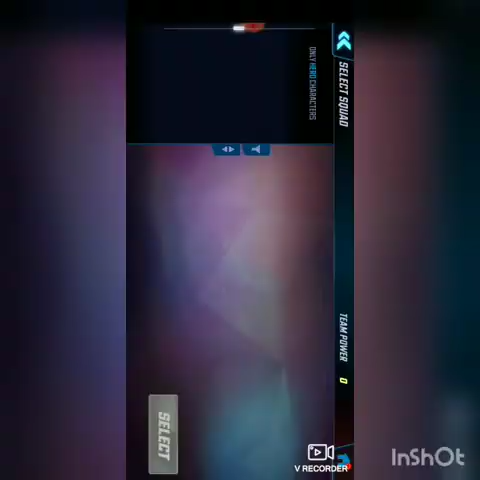 SELECT SQUAD
ONLY HERO CHARACTERS
TEAM POWER 0
SELECT
V RECORDER
InShOt